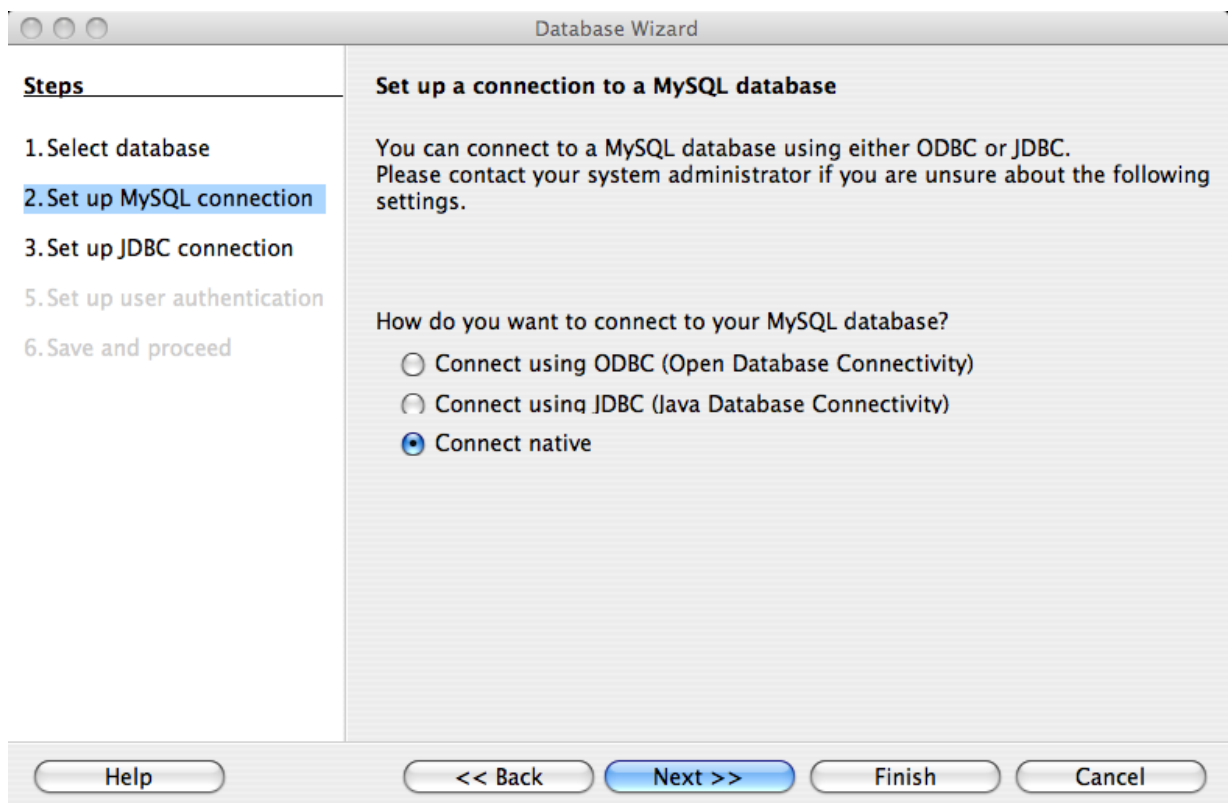 Database Wizard
Steps
1. Select database
2. Set up MySQL connection
3. Set up JDBC connection
5. Set up user authentication
6. Save and proceed
Set up a connection to a MySQL database
You can connect to a MySQL database using either ODBC or JDBC.
Please contact your system administrator if you are unsure about the following
settings.
How do you want to connect to your MySQL database?
Connect using ODBC (Open Database Connectivity)
Connect using JDBC (Java Database Connectivity)
Connect native
Help
<< Back
Next >>
Finish
Cancel